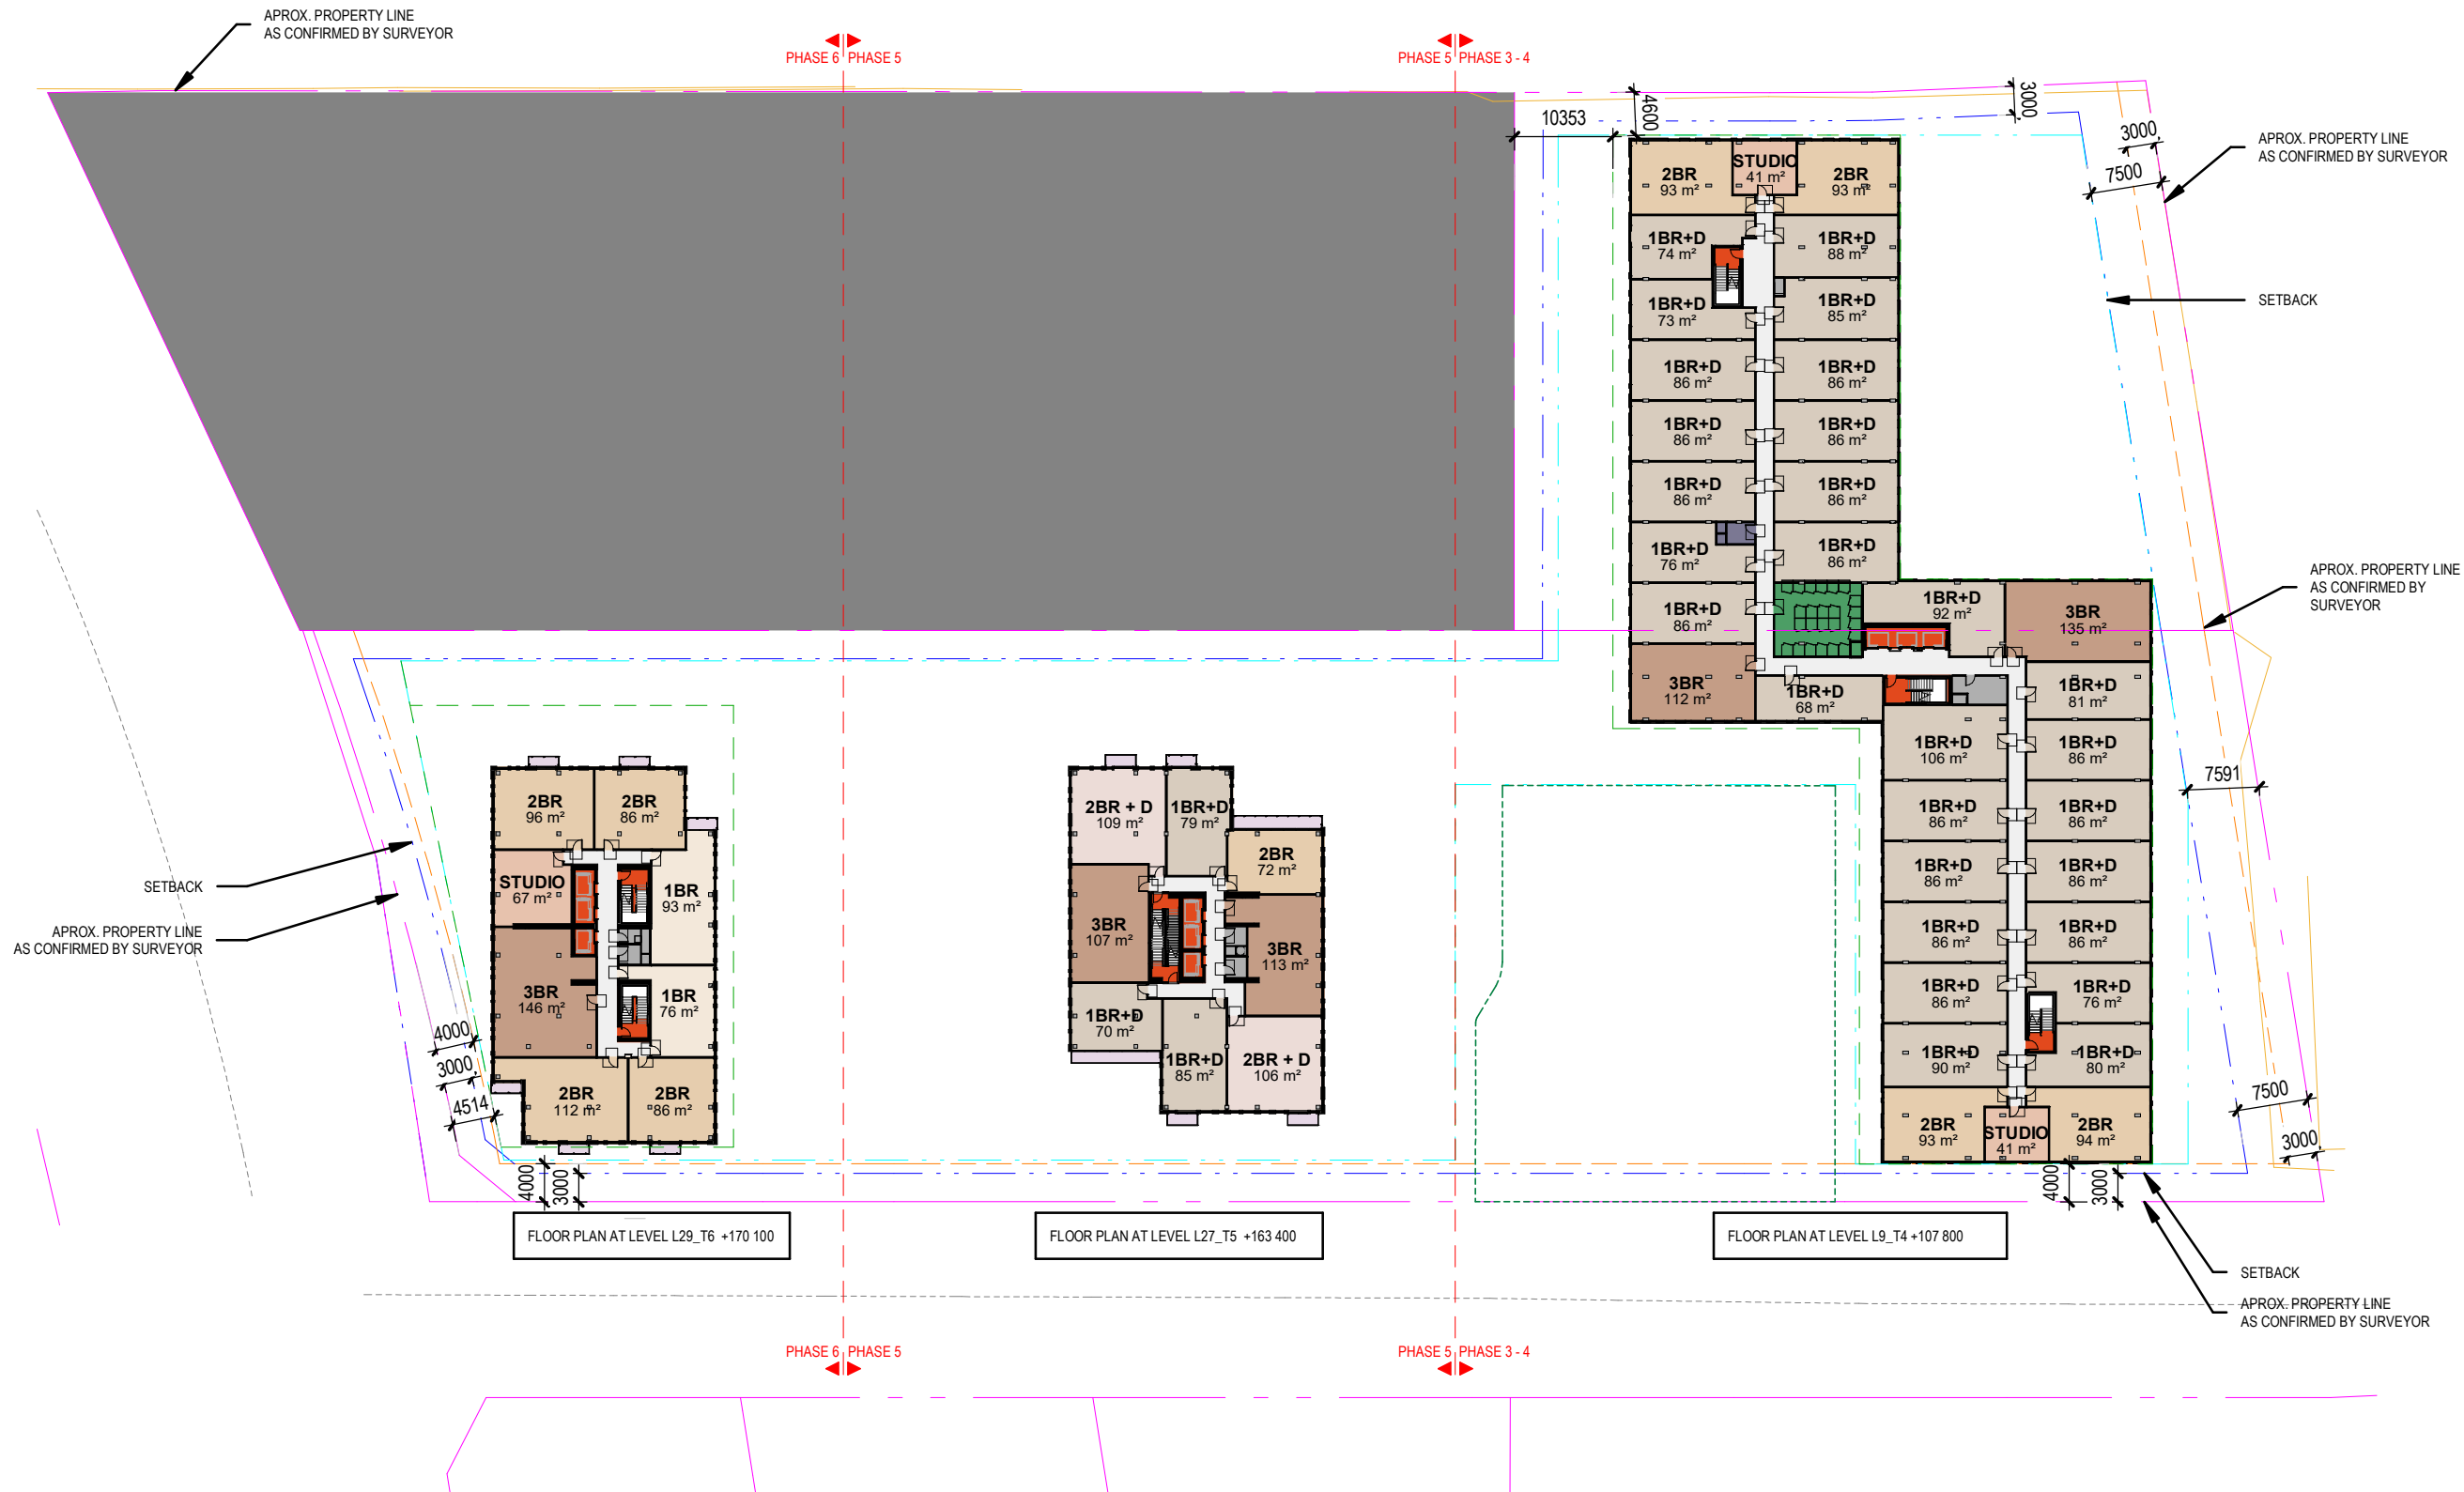 APROX. PROPERTY LINE
AS CONFIRMED BY SURVEYOR
PHASE 6 PHASE 5
PHASE 5 PHASE 3 - 4
10353
4600
3000
3000
7500
APROX. PROPERTY LINE
AS CONFIRMED BY SURVEYOR
SETBACK
APROX. PROPERTY LINE
AS CONFIRMED BY
SURVEYOR
2BR
93 m²
STUDIO
41 m²
2BR
93 m²
1BR+D
74 m²
1BR+D
88 m²
1BR+D
73 m²
1BR+D
85 m²
1BR+D
86 m²
1BR+D
86 m²
1BR+D
86 m²
1BR+D
86 m²
1BR+D
86 m²
1BR+D
86 m²
1BR+D
76 m²
1BR+D
86 m²
1BR+D
86 m²
1BR+D
92 m²
3BR
135 m²
3BR
112 m²
1BR+D
68 m²
1BR+D
81 m²
1BR+D
106 m²
1BR+D
86 m²
1BR+D
86 m²
1BR+D
86 m²
1BR+D
86 m²
1BR+D
86 m²
1BR+D
86 m²
1BR+D
86 m²
1BR+D
86 m²
1BR+D
76 m²
1BR+D
90 m²
1BR+D
80 m²
2BR
93 m²
STUDIO
41 m²
2BR
94 m²
7591
7500
3000
4000
3000
2BR
96 m²
2BR
86 m²
STUDIO
67 m²
1BR
93 m²
3BR
146 m²
1BR
76 m²
2BR
112 m²
2BR
86 m²
2BR + D
109 m²
1BR+D
79 m²
2BR
72 m²
3BR
107 m²
3BR
113 m²
1BR+D
70 m²
1BR+D
85 m²
2BR + D
106 m²
SETBACK
APROX. PROPERTY LINE
AS CONFIRMED BY SURVEYOR
4000
3000
4514
4000
3000
FLOOR PLAN AT LEVEL L29_T6 +170 100
FLOOR PLAN AT LEVEL L27_T5 +163 400
FLOOR PLAN AT LEVEL L9_T4 +107 800
SETBACK
APROX. PROPERTY LINE
AS CONFIRMED BY SURVEYOR
PHASE 6 PHASE 5
PHASE 5 PHASE 3 - 4